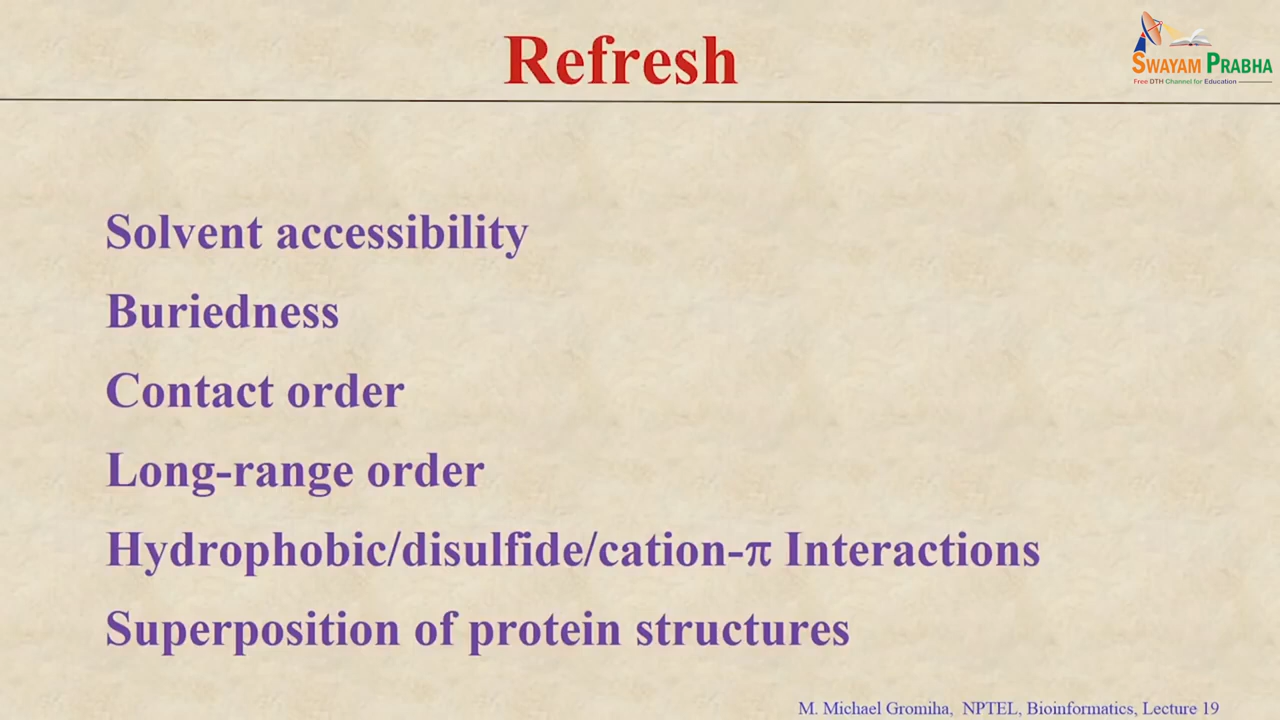 Refresh
SWAYAM PRABHA
Free DTH Channel for Education
Solvent accessibility
Buriedness
Contact order
Long-range order
Hydrophobic/disulfide/cation-π Interactions
Superposition of protein structures
M. Michael Gromiha, NPTEL, Bioinformatics, Lecture 19